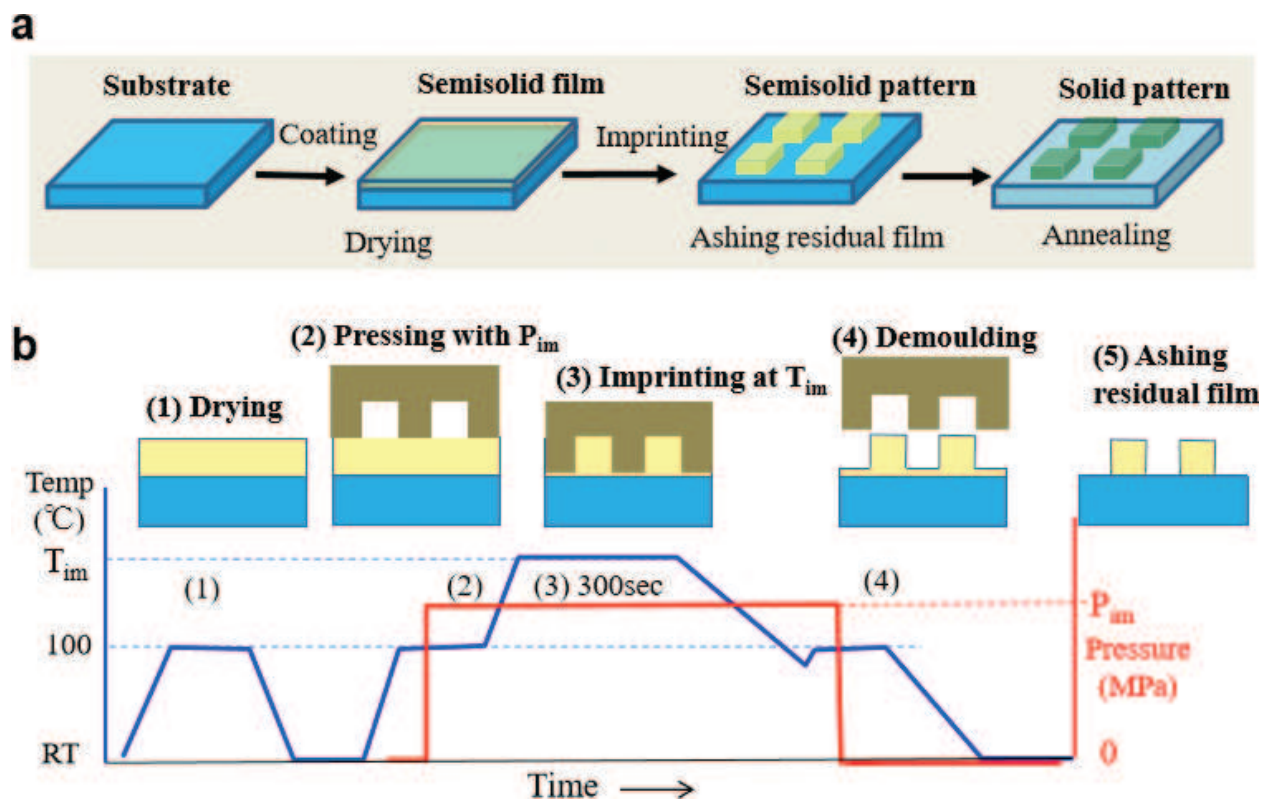 a
Substrate
Semisolid film
Semisolid pattern
Solid pattern
Coating
Imprinting
Drying
Ashing residual film
Annealing
b
(1) Drying
(2) Pressing with Pim
(3) Imprinting at Tim
(4) Demoulding
(5) Ashing
residual film
Temp
(℃)
Tim
100
RT
(1)
(2)
(3) 300sec
(4)
Pim
Pressure
(MPa)
0
Time